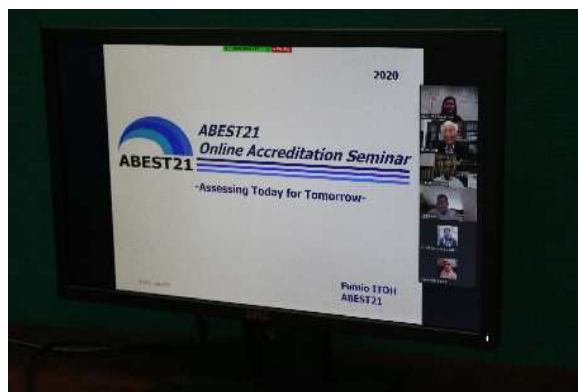 2020
ABEST21
Online Accreditation Seminar
ABEST21
-Assessing Today for Tomorrow-
Fumio ITOH
ABEST21